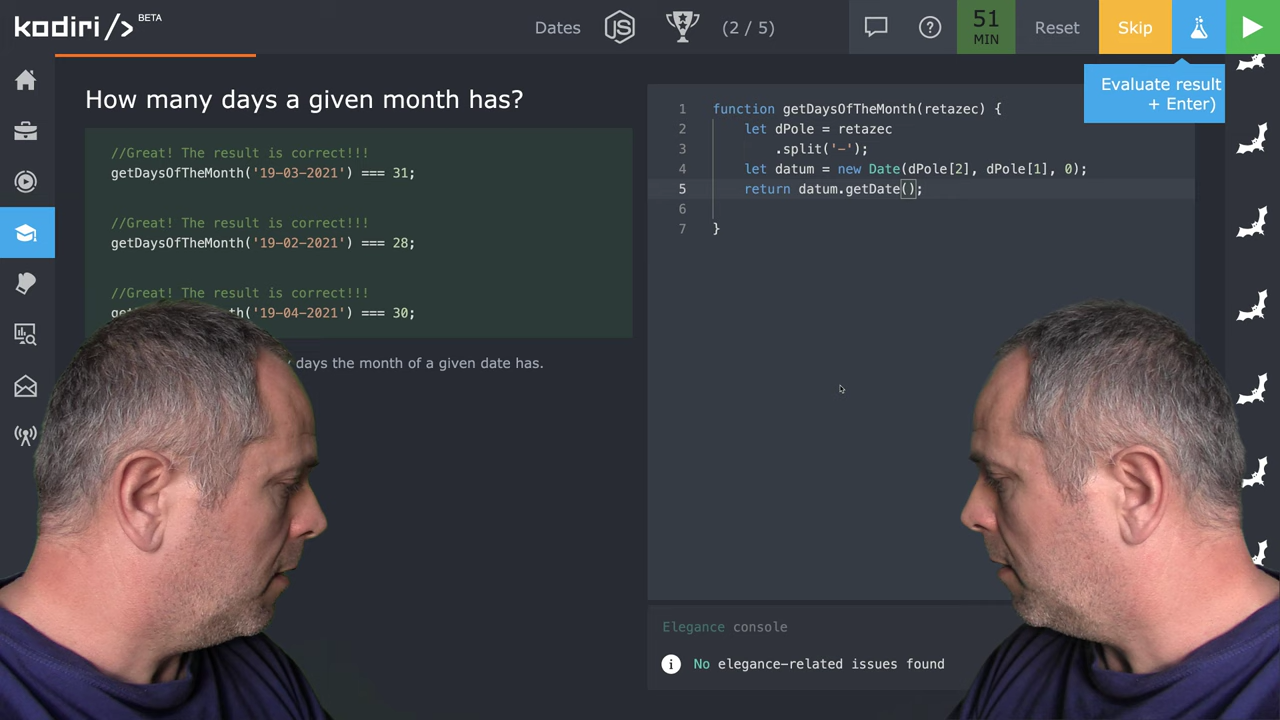 kodiri /> BETA
Dates
JS
(2 / 5)
51
MIN
Reset
Skip
Evaluate result
+ Enter)
How many days a given month has?
//Great! The result is correct!!!
getDaysOfTheMonth('19-03-2021') === 31;
//Great! The result is correct!!!
getDaysOfTheMonth('19-02-2021') === 28;
//Great! The result is correct!!!
th('19-04-2021') === 30;
days the month of a given date has.
1 function getDaysOfTheMonth(retazec) {
2 let dPole = retazec
3 .split('-');
4 let datum = new Date(dPole[2], dPole[1], 0);
5 return datum.getDate();
6
7 }
Elegance console
No elegance-related issues found